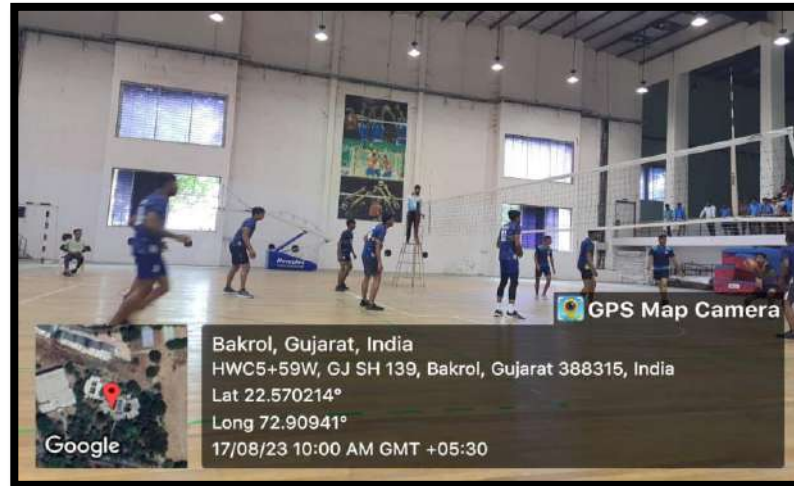 GPS Map Camera
Bakrol, Gujarat, India
HWC5+59W, GJ SH 139, Bakrol, Gujarat 388315, India
Lat 22.570214°
Long 72.90941°
17/08/23 10:00 AM GMT +05:30
Google